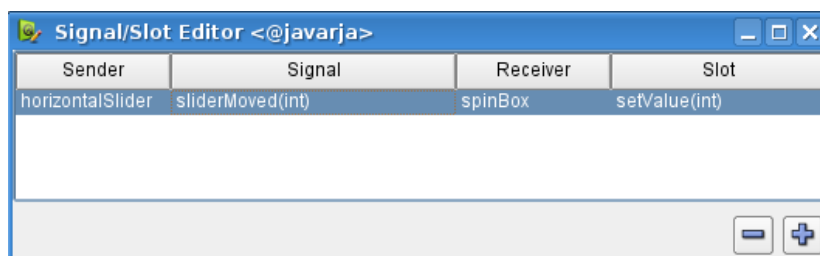 Signal/Slot Editor <@javarja>
Sender Signal Receiver Slot
horizontalSlider sliderMoved(int) spinBox setValue(int)